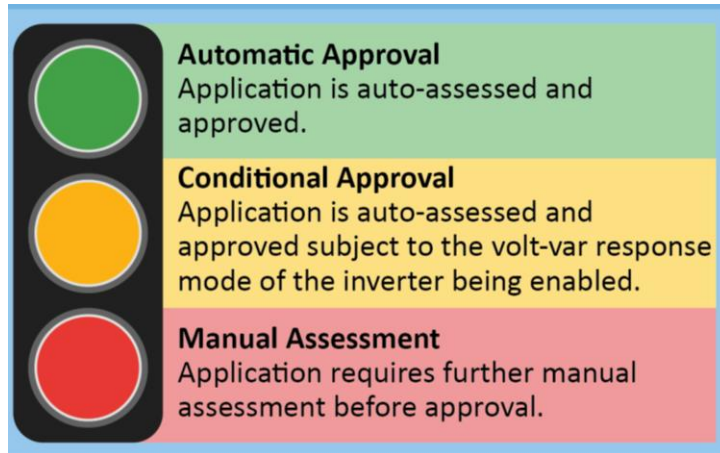 Automatic Approval
Application is auto-assessed and
approved.
Conditional Approval
Application is auto-assessed and
approved subject to the volt-var response
mode of the inverter being enabled.
Manual Assessment
Application requires further manual
assessment before approval.